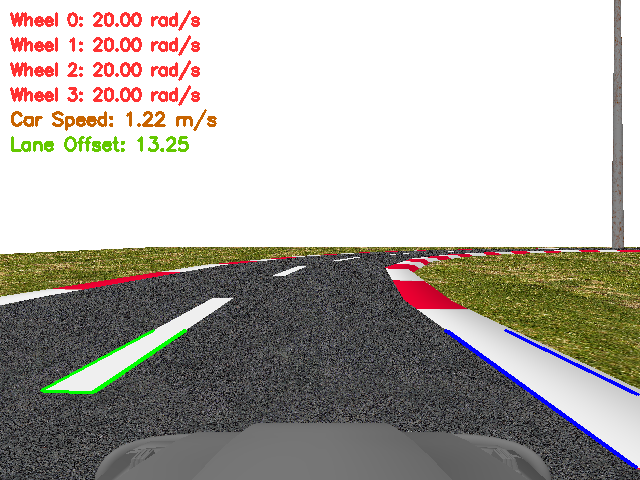 Wheel 0: 20.00 rad/s
Wheel 1: 20.00 rad/s
Wheel 2: 20.00 rad/s
Wheel 3: 20.00 rad/s
Car Speed: 1.22 m/s
Lane Offset: 13.25